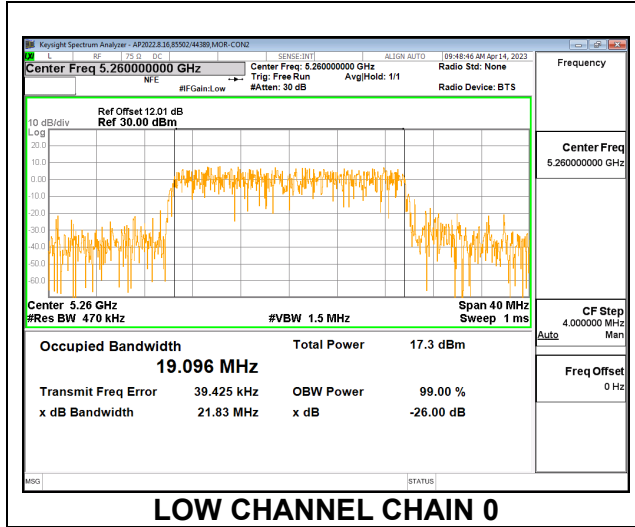 Keysight Spectrum Analyzer - AP2022.8.16,85502/44389,MOR-CON2
LXI L RF 75 Ω DC SENSE:INT ALIGN AUTO 09:48:46 AM Apr 14, 2023
Center Freq 5.260000000 GHz
NFE
#IFGain:Low
Center Freq: 5.260000000 GHz
Trig: Free Run Avg|Hold: 1/1
#Atten: 30 dB
Radio Std: None
Radio Device: BTS
Frequency
Ref Offset 12.01 dB
10 dB/div Ref 30.00 dBm
Log
20.0
10.0
0.00
-10.0
-20.0
-30.0
-40.0
-50.0
-60.0
Center 5.26 GHz Span 40 MHz
#Res BW 470 kHz #VBW 1.5 MHz Sweep 1 ms
Center Freq
5.260000000 GHz
CF Step
4.000000 MHz
Auto Man
Freq Offset
0 Hz
Occupied Bandwidth Total Power 17.3 dBm
19.096 MHz
Transmit Freq Error 39.425 kHz OBW Power 99.00 %
x dB Bandwidth 21.83 MHz x dB -26.00 dB
MSG STATUS
LOW CHANNEL CHAIN 0